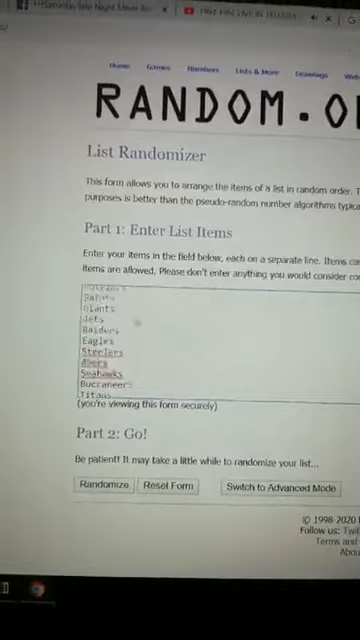 Home Games Numbers Lists & More Drawings Web
RANDOM.O
List Randomizer
This form allows you to arrange the items of a list in random order. T
purposes is better than the pseudo-random number algorithms typica
Part 1: Enter List Items
Enter your items in the field below, each on a separate line. Items ca
items are allowed. Please don't enter anything you would consider co
Saints
Giants
Jets
Raiders
Eagles
Steelers
49ers
Seahawks
Buccaneer
Titans
(you're viewing this form securely)
Part 2: Go!
Be patient! It may take a little while to randomize your list...
Randomize Reset Form Switch to Advanced Mode
© 1998-2020
Follow us: Twit
Terms and
Abou